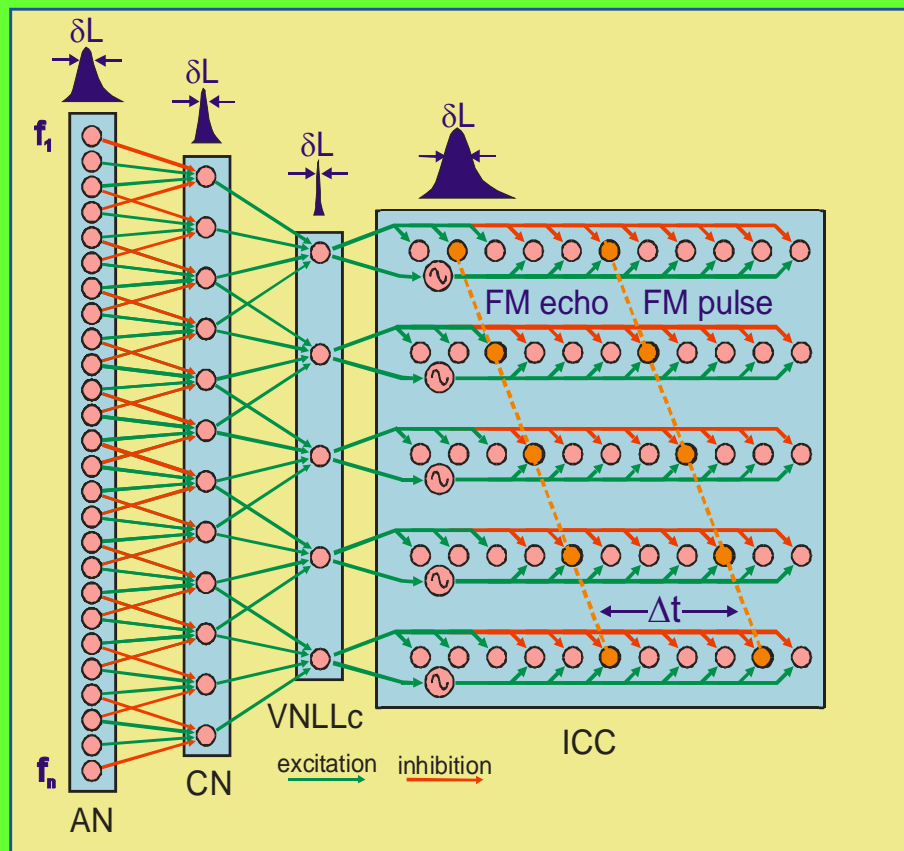 δL
δL
δL
δL
f1
FM echo FM pulse
Δt
VNLLc
ICC
excitation inhibition
fn
CN
AN